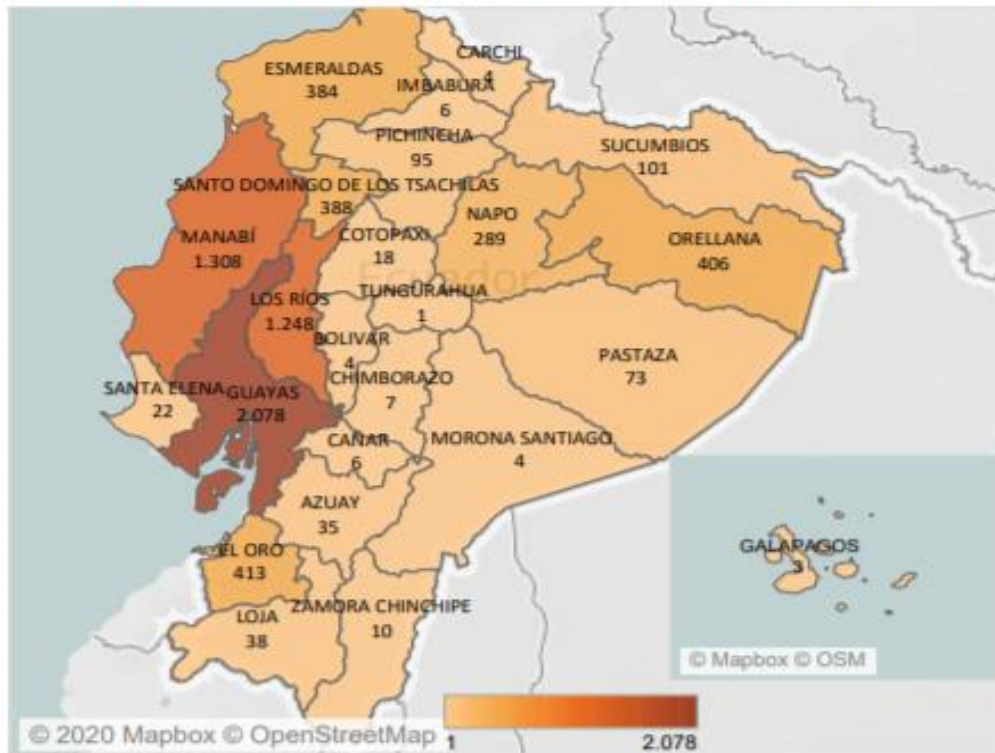 CARCHI
4
ESMERALDAS
384
IMBABURA
6
PICHINCHA
95
SUCUMBIOS
101
SANTO DOMINGO DE LOS TSACHILAS
388
NAPO
289
MANABÍ
1.308
COTOPAXI
18
ORELLANA
406
Ecuador
TUNGURAHUA
1
LOS RÍOS
1.248
BOLIVAR
4
PASTAZA
73
CHIMBORAZO
7
SANTA ELENA
22
GUAYAS
2.078
CAÑAR
6
MORONA SANTIAGO
4
AZUAY
35
GALAPAGOS
3
EL ORO
413
ZAMORA CHINCHIPE
10
LOJA
38
© Mapbox © OSM
© 2020 Mapbox © OpenStreetMap
1
2.078